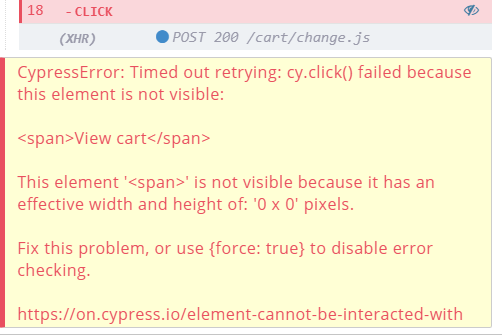 18 -CLICK
(XHR) POST 200 /cart/change.js
CypressError: Timed out retrying: cy.click() failed because
this element is not visible:
<span>View cart</span>
This element '<span>' is not visible because it has an
effective width and height of: '0 x 0' pixels.
Fix this problem, or use {force: true} to disable error
checking.
https://on.cypress.io/element-cannot-be-interacted-with